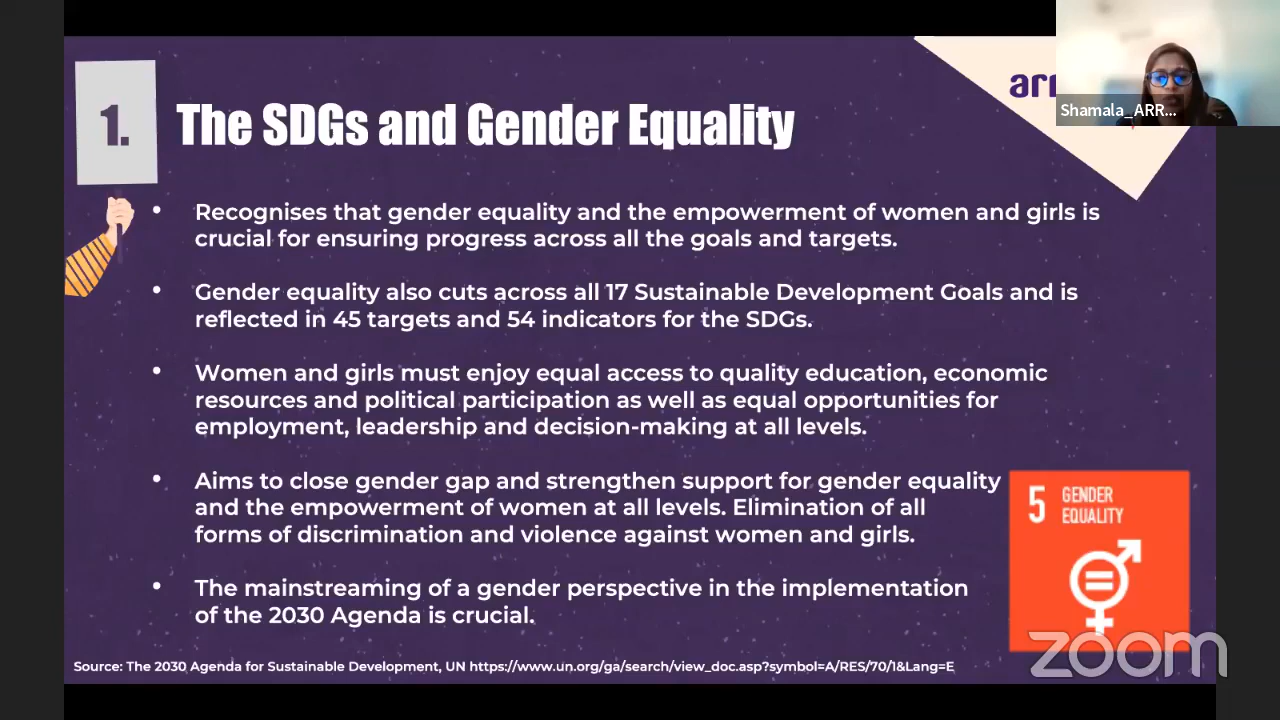 1.
The SDGs and Gender Equality
arr
Shamala_ARR...
• Recognises that gender equality and the empowerment of women and girls is
crucial for ensuring progress across all the goals and targets.
• Gender equality also cuts across all 17 Sustainable Development Goals and is
reflected in 45 targets and 54 indicators for the SDGs.
• Women and girls must enjoy equal access to quality education, economic
resources and political participation as well as equal opportunities for
employment, leadership and decision-making at all levels.
• Aims to close gender gap and strengthen support for gender equality
and the empowerment of women at all levels. Elimination of all
forms of discrimination and violence against women and girls.
• The mainstreaming of a gender perspective in the implementation
of the 2030 Agenda is crucial.
5 GENDER
EQUALITY
Source: The 2030 Agenda for Sustainable Development, UN https://www.un.org/ga/search/view_doc.asp?symbol=A/RES/70/1&Lang=E
zoom